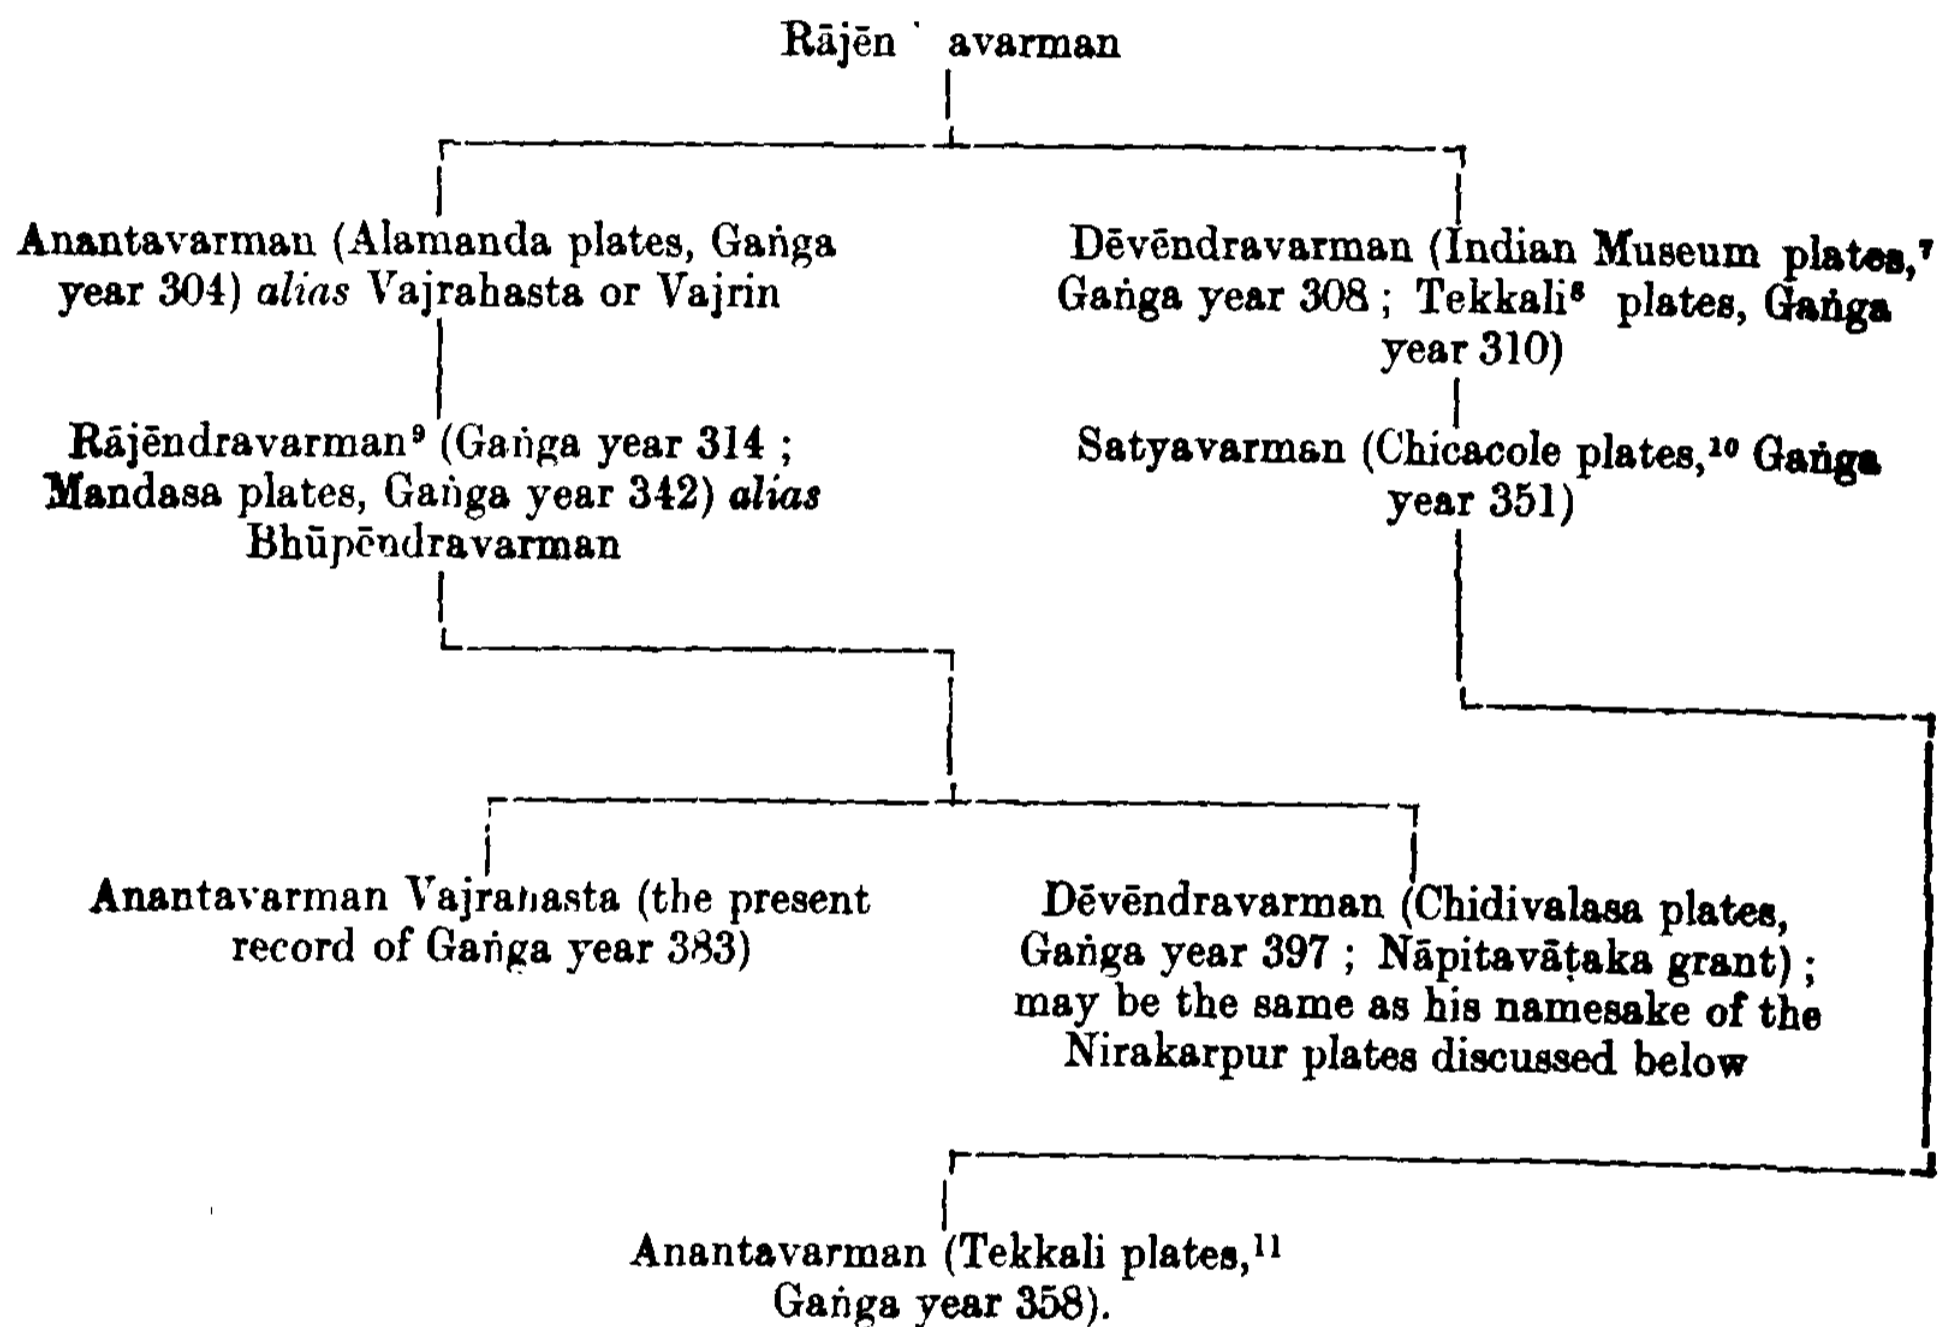 Rājēn avarman
Anantavarman (Alamanda plates, Gaṅga
year 304) alias Vajrahasta or Vajrin
Dēvēndravarman (Indian Museum plates,⁷
Gaṅga year 308 ; Tekkali⁸ plates, Gaṅga
year 310)
Rājēndravarman⁹ (Gaṅga year 314 ;
Mandasa plates, Gaṅga year 342) alias
Bhūpēndravarman
Satyavarman (Chicacole plates,¹⁰ Gaṅga
year 351)
Anantavarman Vajrahasta (the present
record of Gaṅga year 383)
Dēvēndravarman (Chidivalasa plates,
Gaṅga year 397 ; Nāpitavāṭaka grant) ;
may be the same as his namesake of the
Nirakarpur plates discussed below
Anantavarman (Tekkali plates,¹¹
Gaṅga year 358).